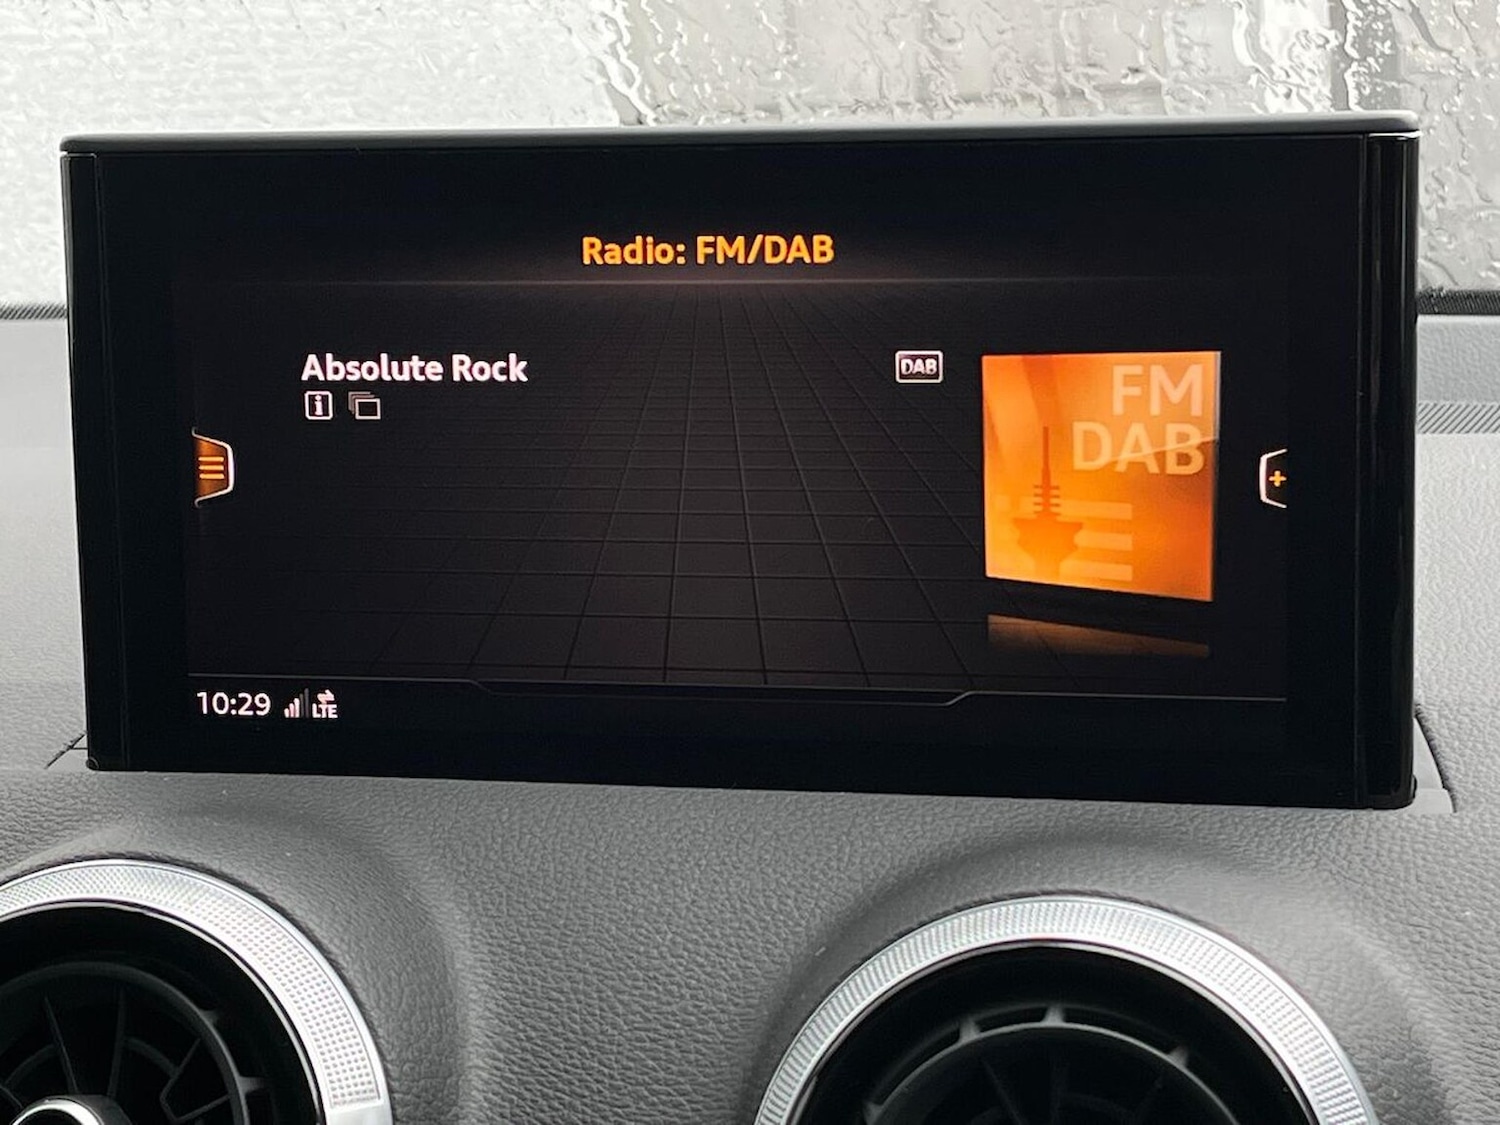 Radio: FM/DAB
Absolute Rock
DAB
FM
DAB
10:29
LTE